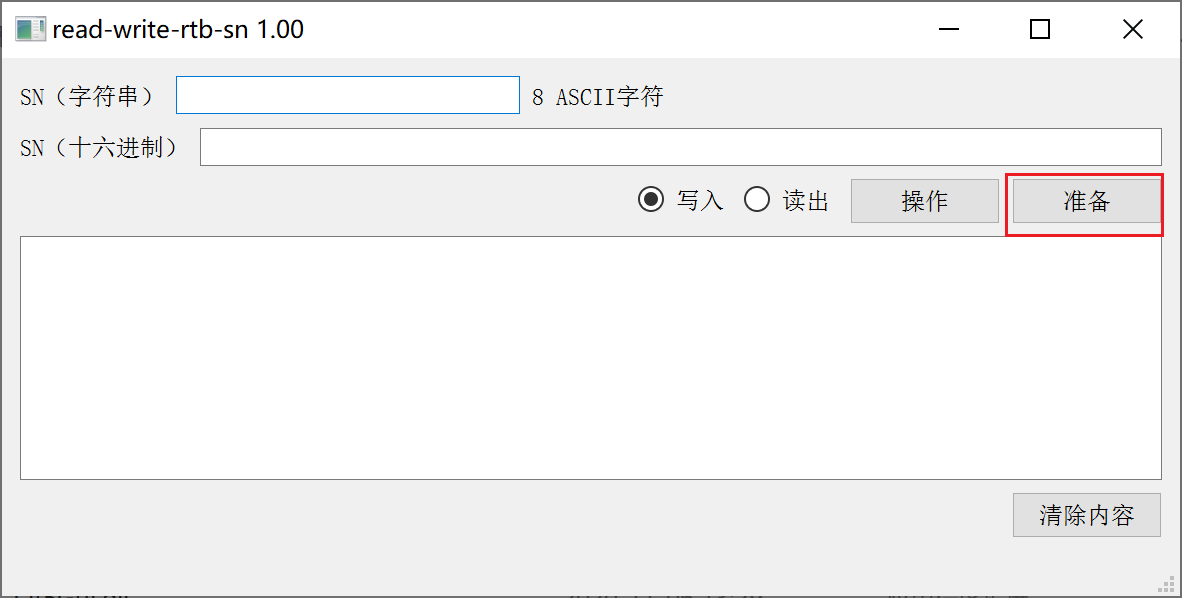 read-write-rtb-sn 1.00
SN（字符串） 8 ASCII字符
SN（十六进制）
写入 读出 操作 准备
清除内容